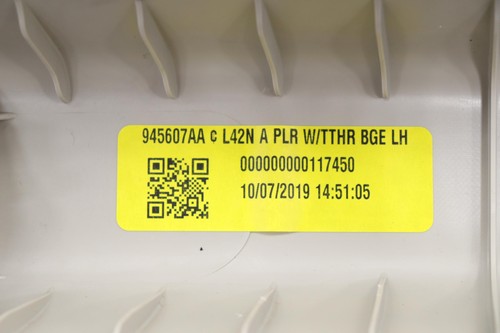 945607AA c L42N A PLR W/TTHR BGE LH
000000000117450
10/07/2019 14:51:05